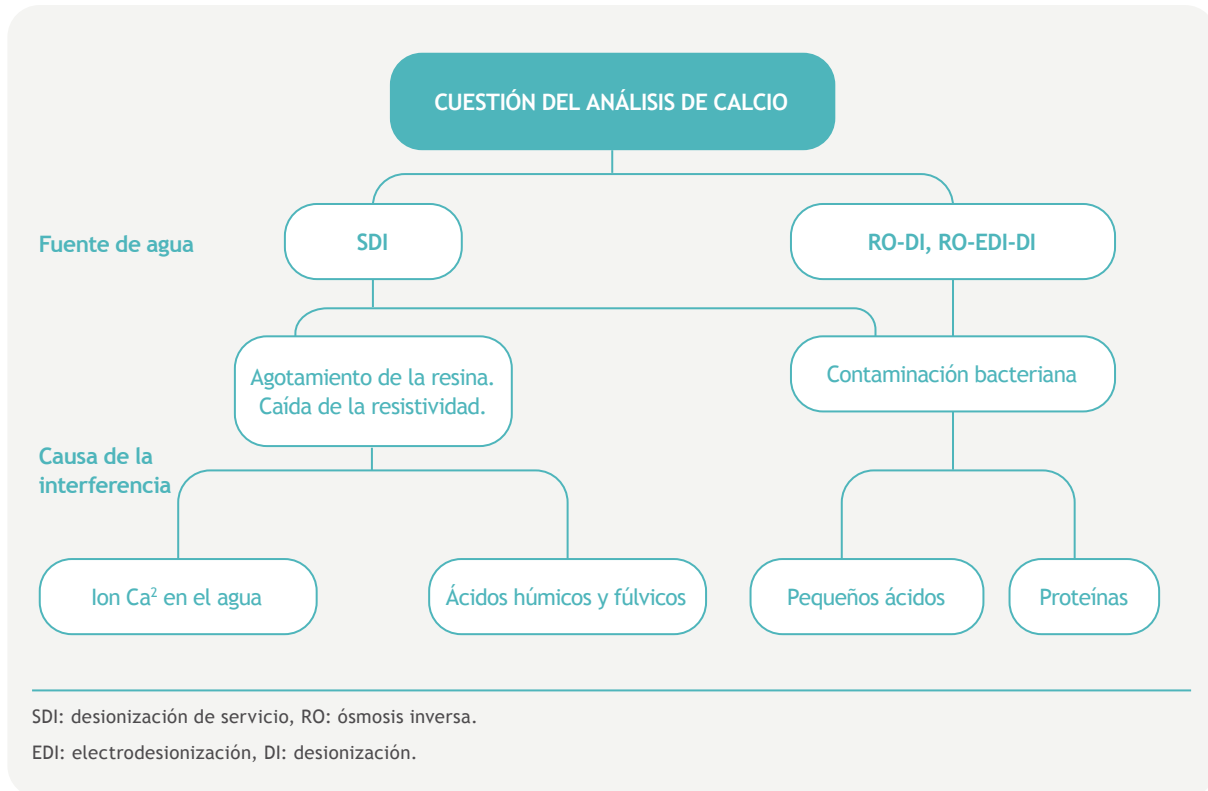 CUESTIÓN DEL ANÁLISIS DE CALCIO
Fuente de agua
SDI
RO-DI, RO-EDI-DI
Agotamiento de la resina.
Caída de la resistividad.
Contaminación bacteriana
Causa de la
interferencia
Ion Ca² en el agua
Ácidos húmicos y fúlvicos
Pequeños ácidos
Proteínas
SDI: desionización de servicio, RO: ósmosis inversa.
EDI: electrodesionización, DI: desionización.